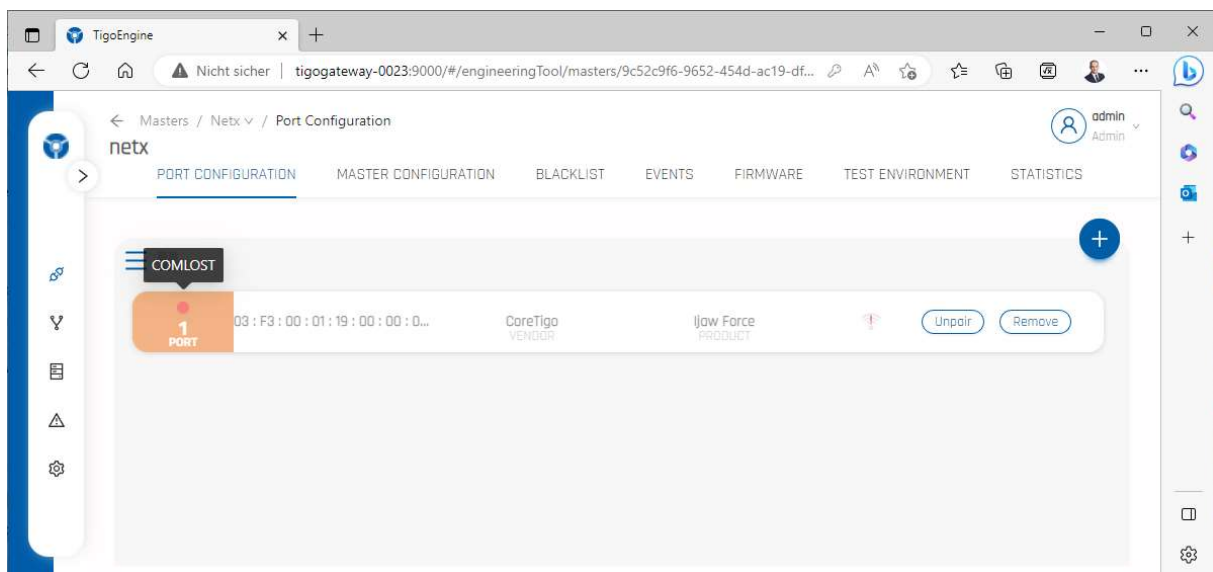 TigoEngine
Nicht sicher | tigogateway-0023:9000/#/engineeringTool/masters/9c52c9f6-9652-454d-ac19-df...
Masters / Netx / Port Configuration
admin
Admin
netx
PORT CONFIGURATION MASTER CONFIGURATION BLACKLIST EVENTS FIRMWARE TEST ENVIRONMENT STATISTICS
COMLOST
1
PORT
03 : F3 : 00 : 01 : 19 : 00 : 00 : 0...
CoreTigo
VENDOR
Ijaw Force
PRODUCT
Unpair
Remove